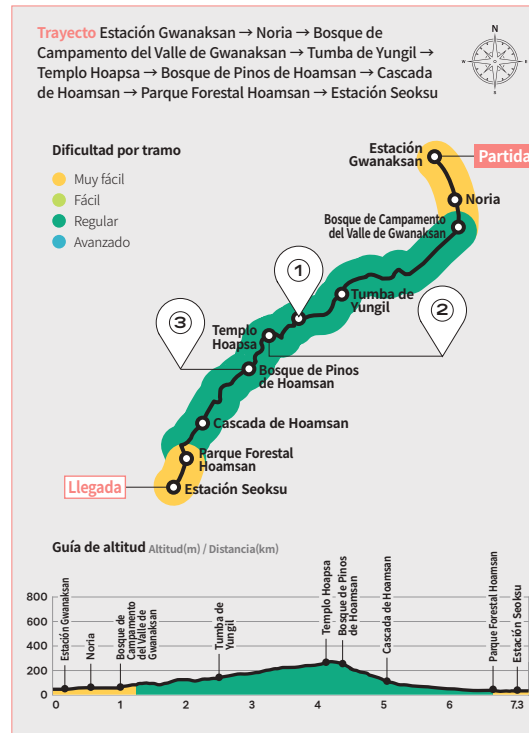 Trayecto Estación Gwanaksan → Noria → Bosque de
Campamento del Valle de Gwanaksan → Tumba de Yungil →
Templo Hoapsa → Bosque de Pinos de Hoamsan → Cascada
de Hoamsan → Parque Forestal Hoamsan → Estación Seoksu
N
W
E
S
Dificultad por tramo
Muy fácil
Fácil
Regular
Avanzado
Estación
Gwanaksan
Partida
Noria
Bosque de Campamento
del Valle de Gwanaksan
1
Tumba de
Yungil
2
3
Templo
Hoapsa
Bosque de Pinos
de Hoamsan
Cascada de Hoamsan
Parque Forestal
Hoamsan
Llegada
Estación Seoksu
Guía de altitud Altitud(m) / Distancia(km)
800
600
400
200
0
Estación Gwanaksan
Noria
Bosque de
Campamento
del Valle de
Gwanaksan
Tumba de
Yungil
Templo Hoapsa
Bosque de Pinos
de Hoamsan
Cascada de Hoamsan
Parque Forestal Hoamsan
Estación Seoksu
0 1 2 3 4 5 6 7.3